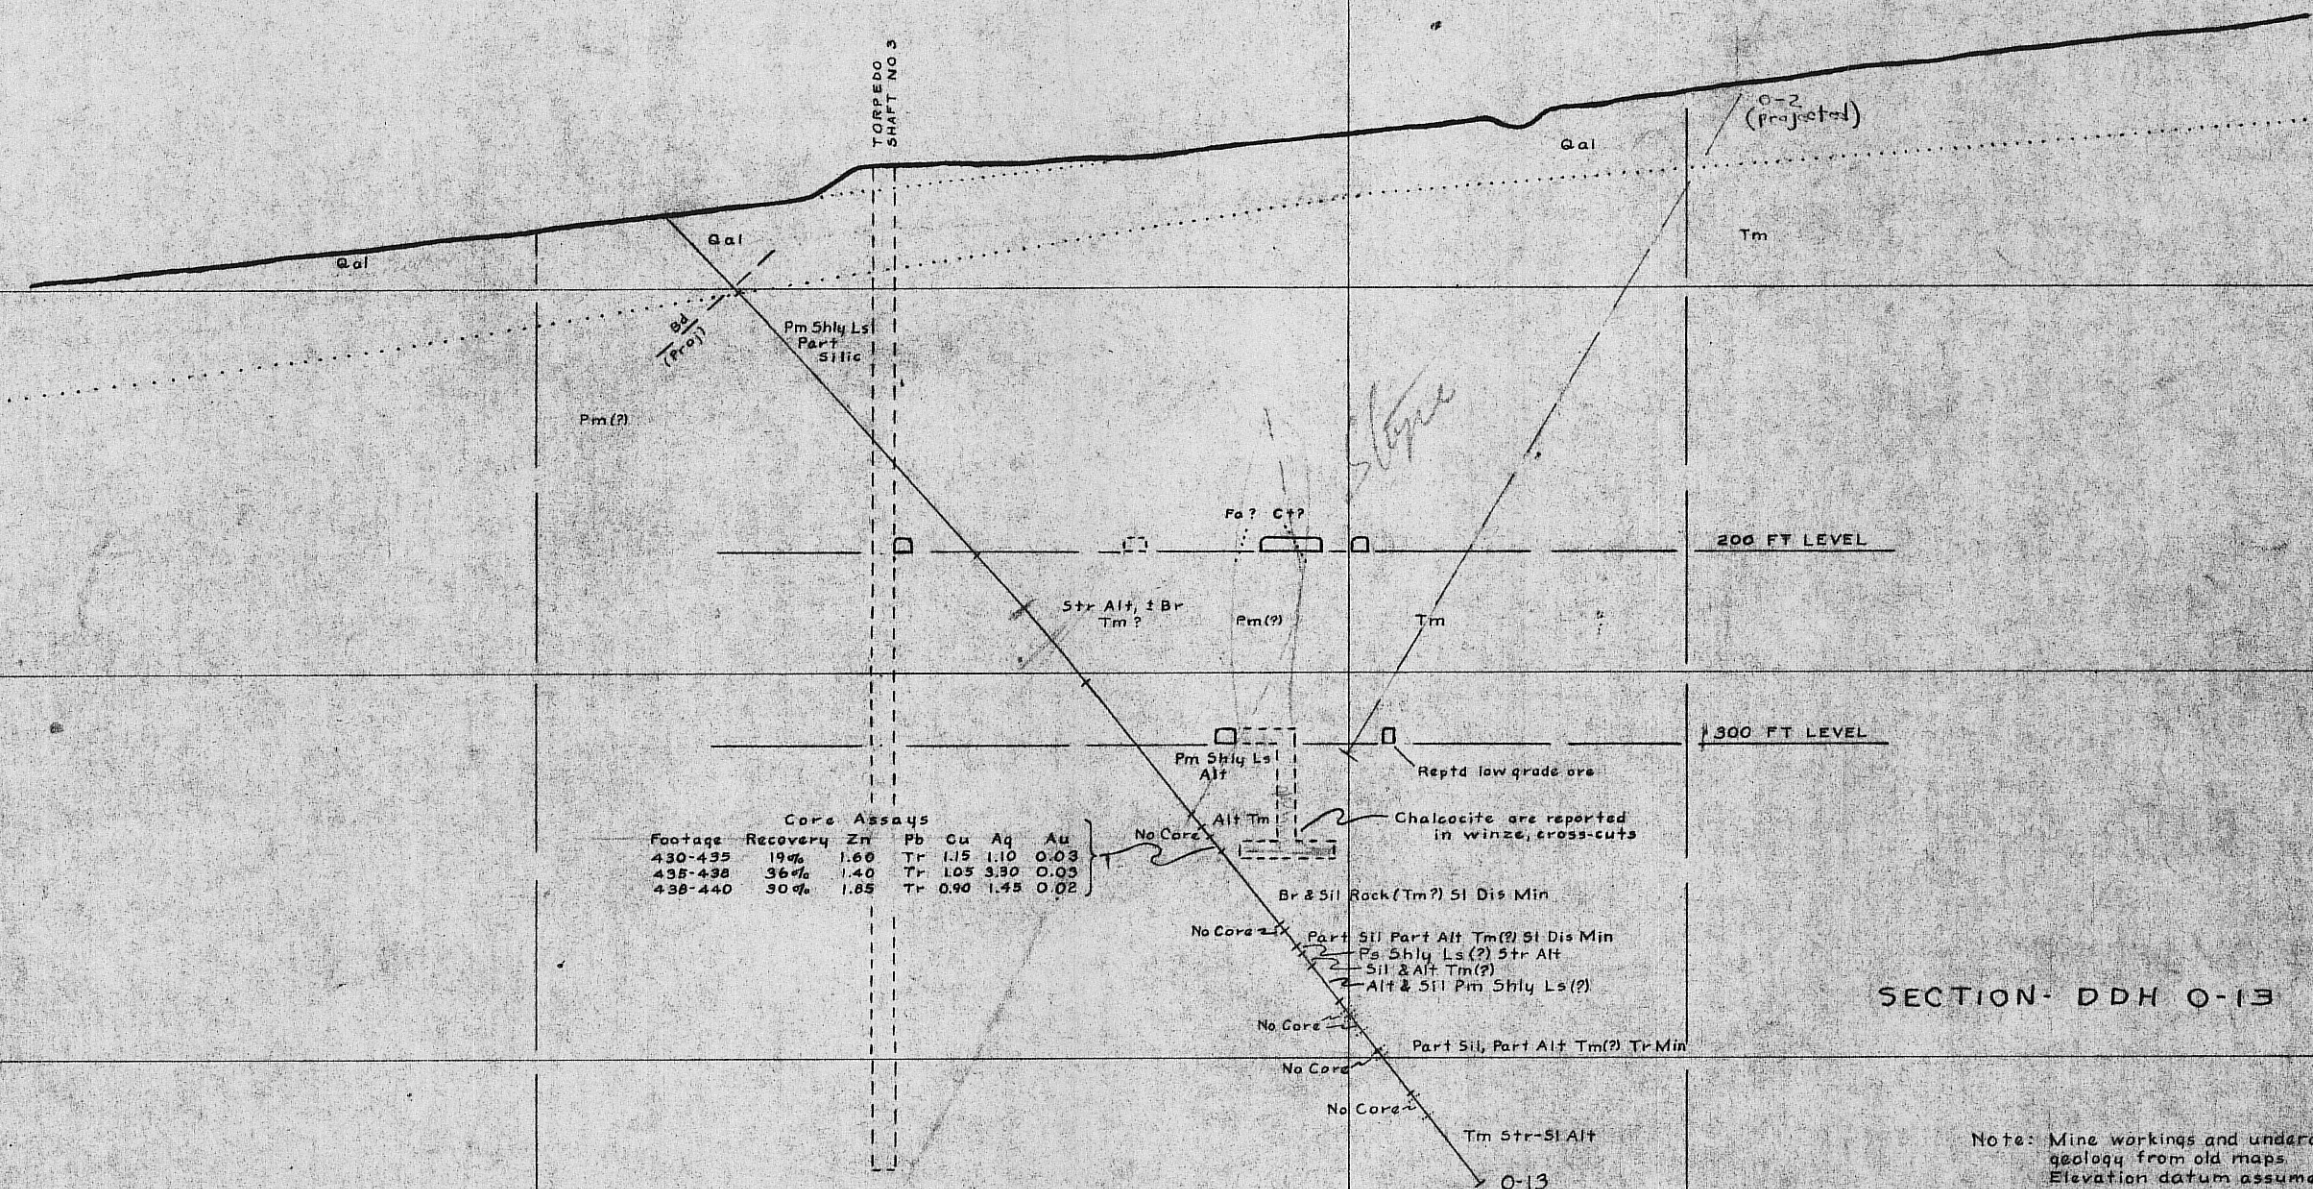 TORPEDO
SHAFT NO 3
O-2
(Projected)
Qal
Qal
Qal
Tm
Bd
(Proj)
Pm Shly Ls
Part
Silic
Pm(?)
Stope
Fa? Ct?
200 FT LEVEL
Str Alt, ± Br
Tm ?
Pm(?)
Tm
300 FT LEVEL
Pm Shly Ls
Alt
Reptd low grade ore
Alt Tm
No Core
Chalcocite ore reported
in winze, cross-cuts
Core Assays
Footage Recovery Zn Pb Cu Ag Au
430-435 19% 1.60 Tr 1.15 1.10 0.03
435-438 36% 1.40 Tr 1.05 3.30 0.03
438-440 30% 1.85 Tr 0.90 1.45 0.02
Br & Sil Rock (Tm?) Sl Dis Min
No Core
Part Sil Part Alt Tm(?) Sl Dis Min
Ps Shly Ls (?) Str Alt
Sil & Alt Tm(?)
Alt & Sil Pm Shly Ls(?)
No Core
SECTION- DDH O-13
Part Sil, Part Alt Tm(?) Tr Min
No Core
No Core
Tm Str-Sl Alt
O-13
Note: Mine workings and underg
geology from old maps
Elevation datum assume